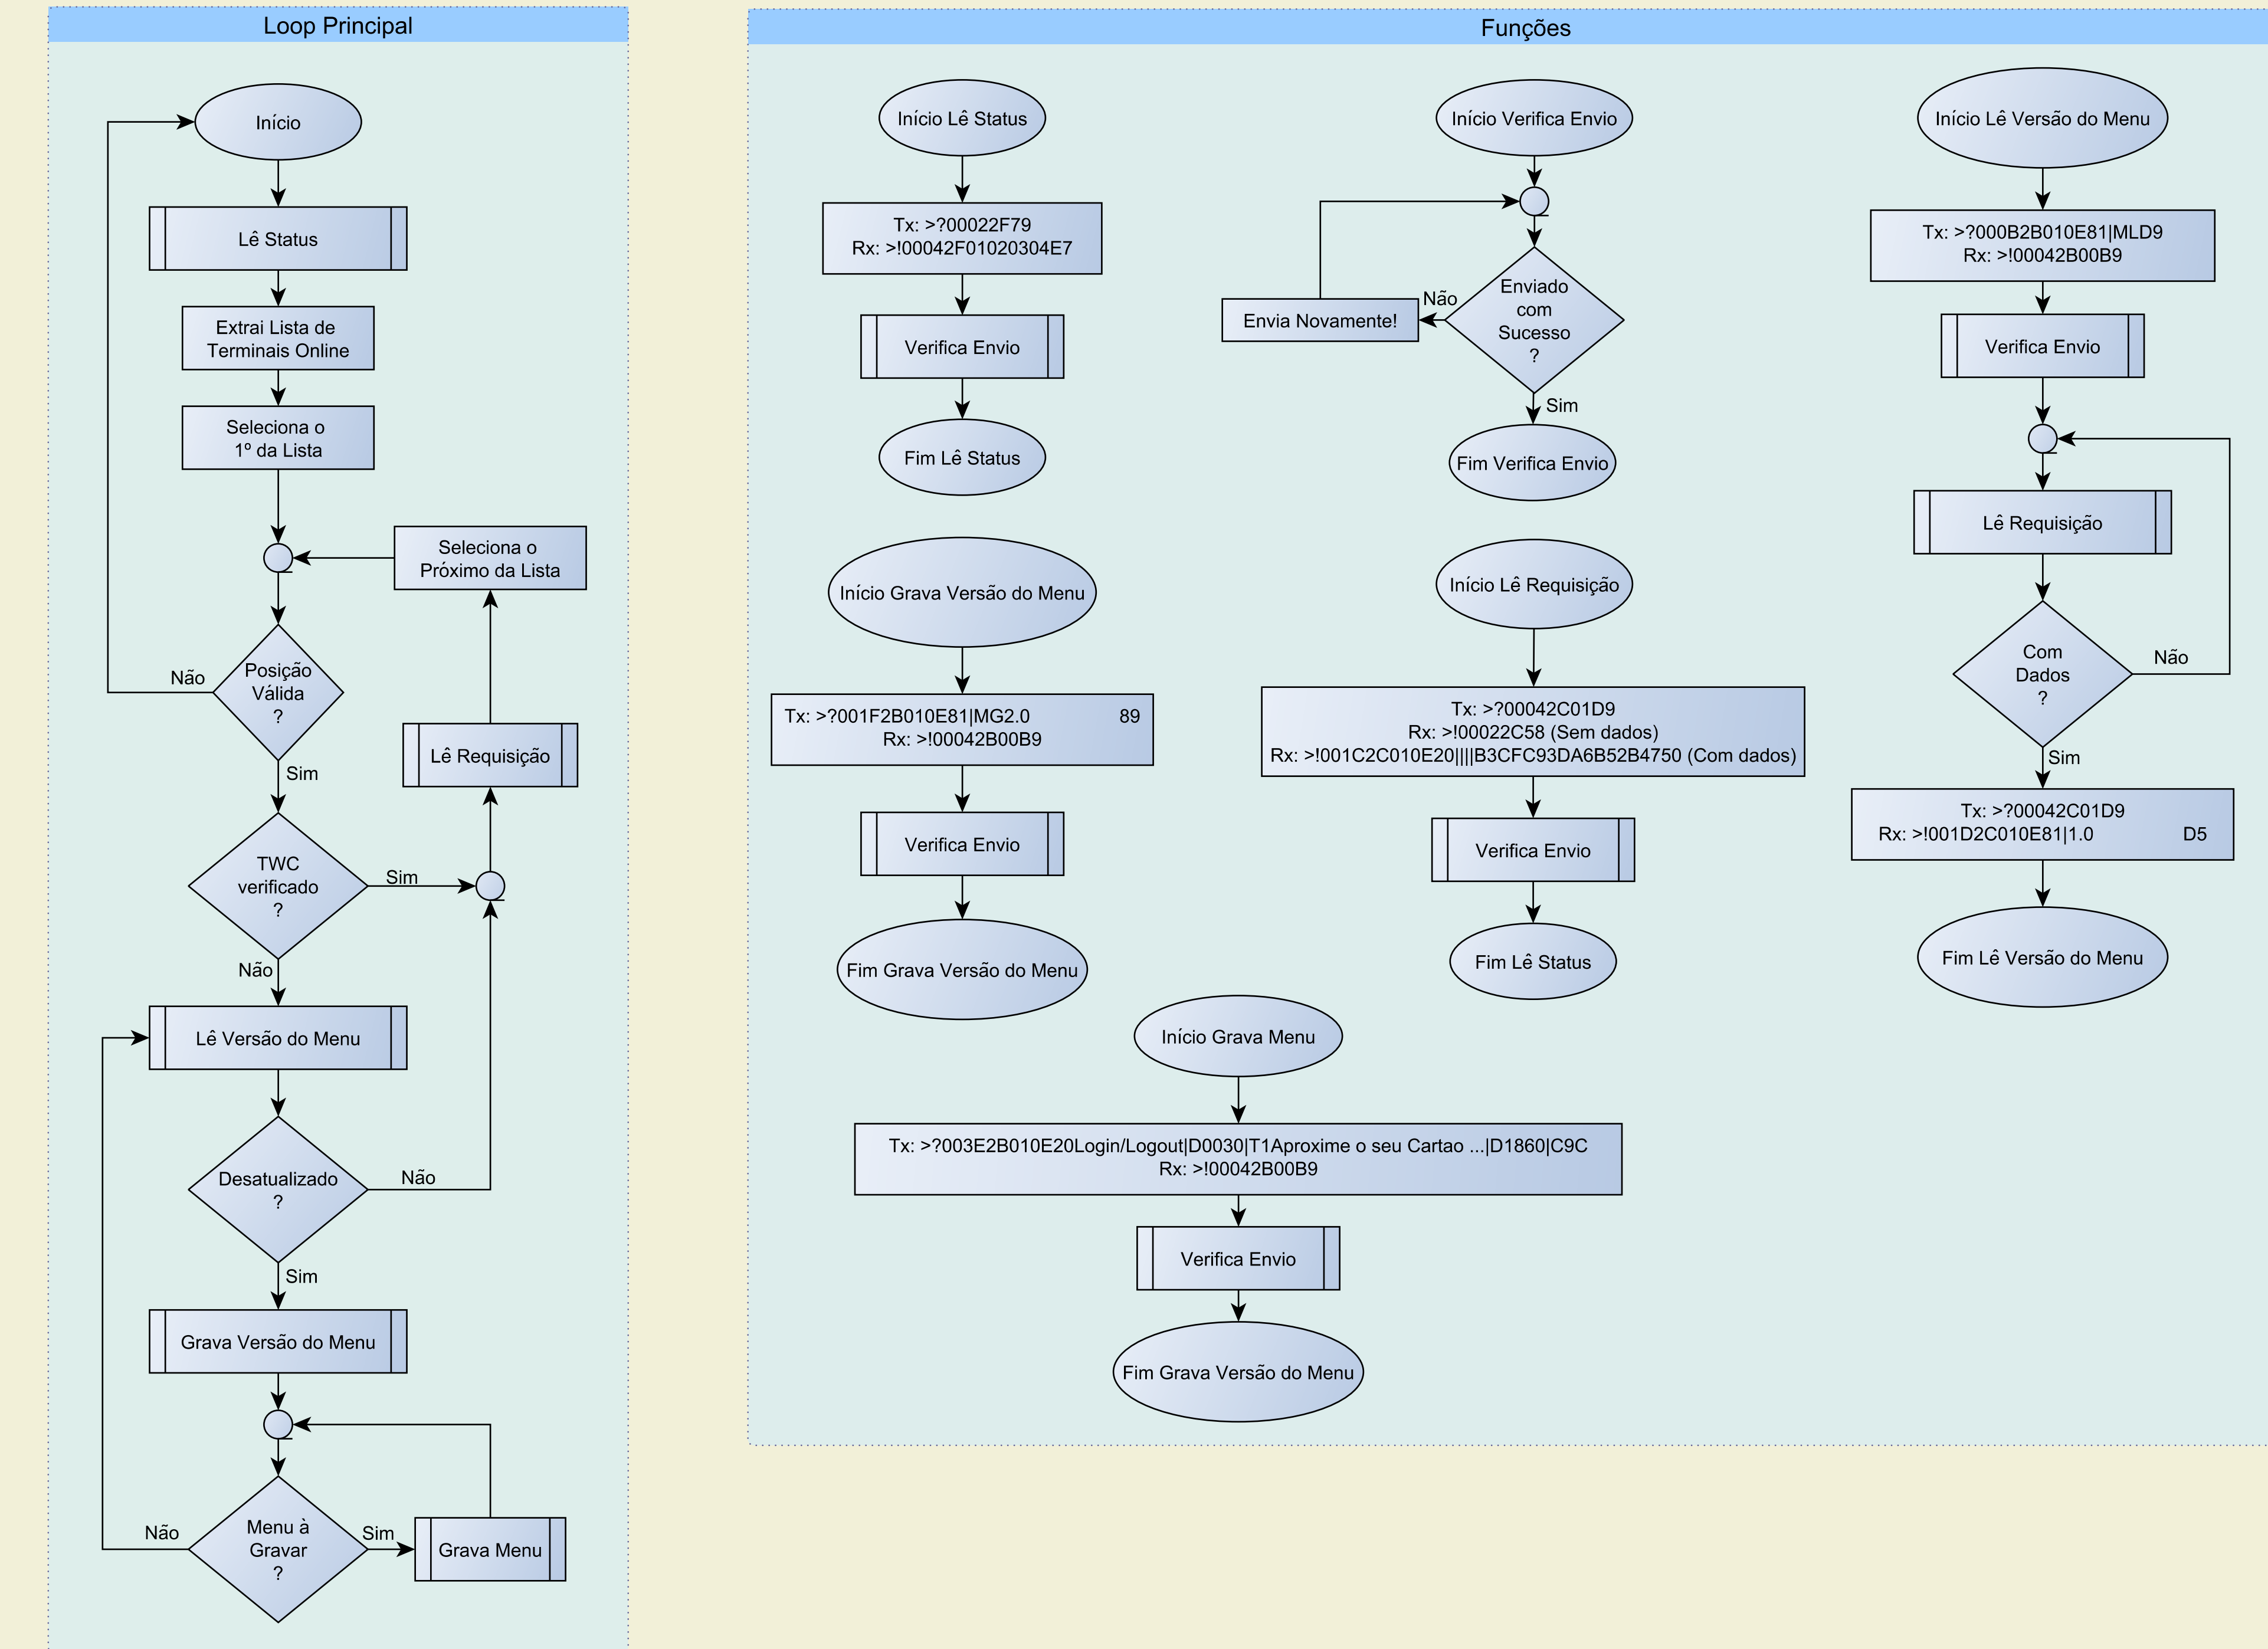 Loop Principal
Início
Lê Status
Extrai Lista de
Terminais Online
Seleciona o
1º da Lista
Seleciona o
Próximo da Lista
Posição
Válida
?
Não
Sim
Lê Requisição
TWC
verificado
?
Sim
Não
Lê Versão do Menu
Desatualizado
?
Não
Sim
Grava Versão do Menu
Menu à
Gravar
?
Não
Sim
Grava Menu
Funções
Início Lê Status
Tx: >?00022F79
Rx: >!00042F01020304E7
Verifica Envio
Fim Lê Status
Início Verifica Envio
Enviado
com
Sucesso
?
Não
Envia Novamente!
Sim
Fim Verifica Envio
Início Lê Versão do Menu
Tx: >?000B2B010E81|MLD9
Rx: >!00042B00B9
Verifica Envio
Lê Requisição
Com
Dados
?
Não
Sim
Tx: >?00042C01D9
Rx: >!001D2C010E81|1.0                 D5
Fim Lê Versão do Menu
Início Grava Versão do Menu
Tx: >?001F2B010E81|MG2.0                 89
Rx: >!00042B00B9
Verifica Envio
Fim Grava Versão do Menu
Início Lê Requisição
Tx: >?00042C01D9
Rx: >!00022C58 (Sem dados)
Rx: >!001C2C010E20||||B3CFC93DA6B52B4750 (Com dados)
Verifica Envio
Fim Lê Status
Início Grava Menu
Tx: >?003E2B010E20Login/Logout|D0030|T1Aproxime o seu Cartao ...|D1860|C9C
Rx: >!00042B00B9
Verifica Envio
Fim Grava Versão do Menu